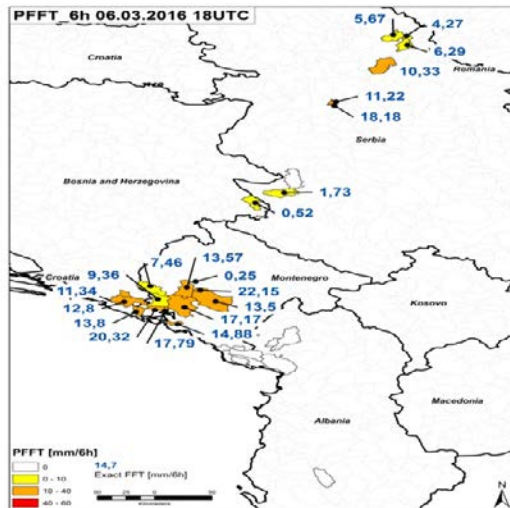 PFFT_6h 06.03.2016 18UTC
5,67
4,27
Croatia
6,29
10,33
Romania
11,22
18,18
Serbia
Bosnia and Herzegovina
1,73
0,52
7,46
13,57
9,36
0,25
Croatia
Montenegro
11,34
22,15
Kosovo
13,5
12,8
17,17
13,8
14,88
20,32
17,79
Macedonia
Albania
PFFT [mm/6h]
0
0 - 10
10 - 40
40 - 60
14,7
Exact FFT [mm/6h]
Kilometers
N